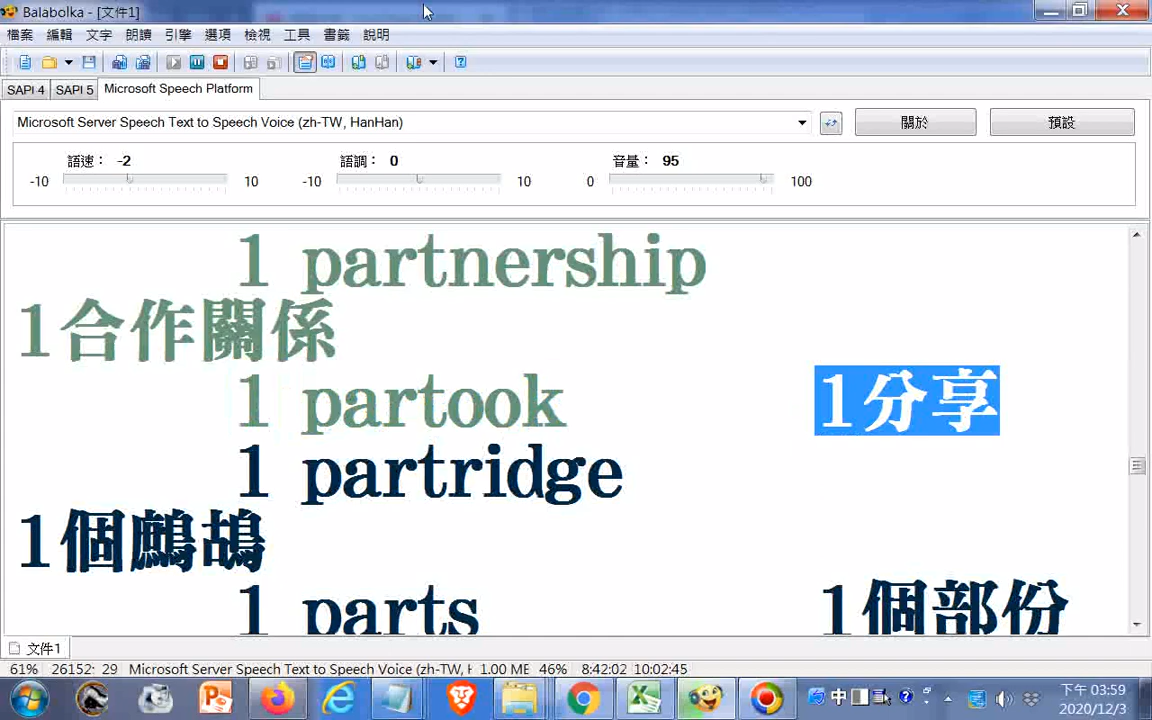 Balabolka - [文件1]
檔案 編輯 文字 朗讀 引擎 選項 檢視 工具 書籤 說明
SAPI 4 SAPI 5 Microsoft Speech Platform
Microsoft Server Speech Text to Speech Voice (zh-TW, HanHan) 關於 預設
語速： -2 語調： 0 音量： 95
-10 10 -10 10 0 100
1 partnership
1合作關係
1 partook 1分享
1 partridge
1個鷓鴣
1 parts 1個部份
文件1
61% 26152: 29 Microsoft Server Speech Text to Speech Voice (zh-TW, H 1.00 ME 46% 8:42:02 10:02:45
中 下午 03:59
2020/12/3